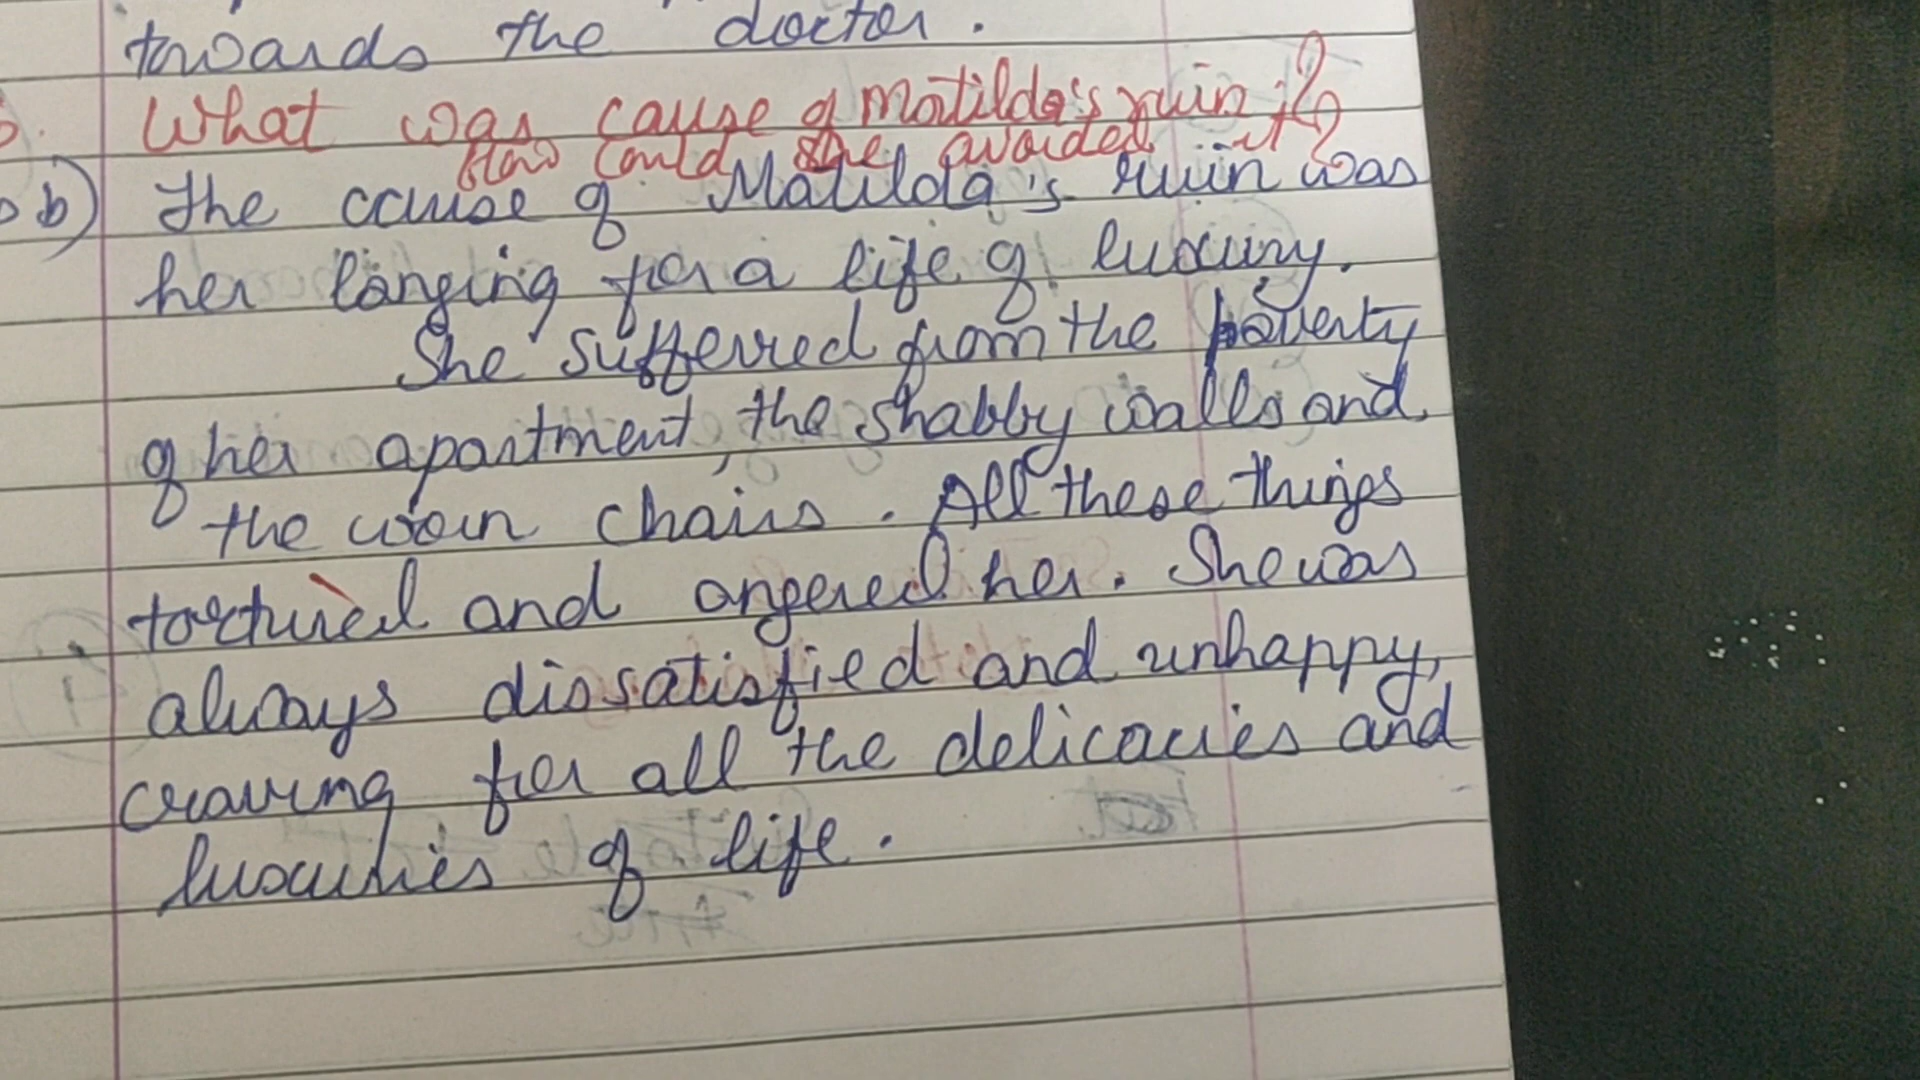 towards the doctor.
What was cause of Matilda's ruin?
How could she avoided it?
b) The cause of Matilda's ruin was
her longing for a life of luxury.
She sufferred from the poverty
of her apartment, the shabby walls and
the worn chairs. All these things
tortured and angered her. She was
always dissatisfied and unhappy,
craving for all the delicacies and
luxuries of life.